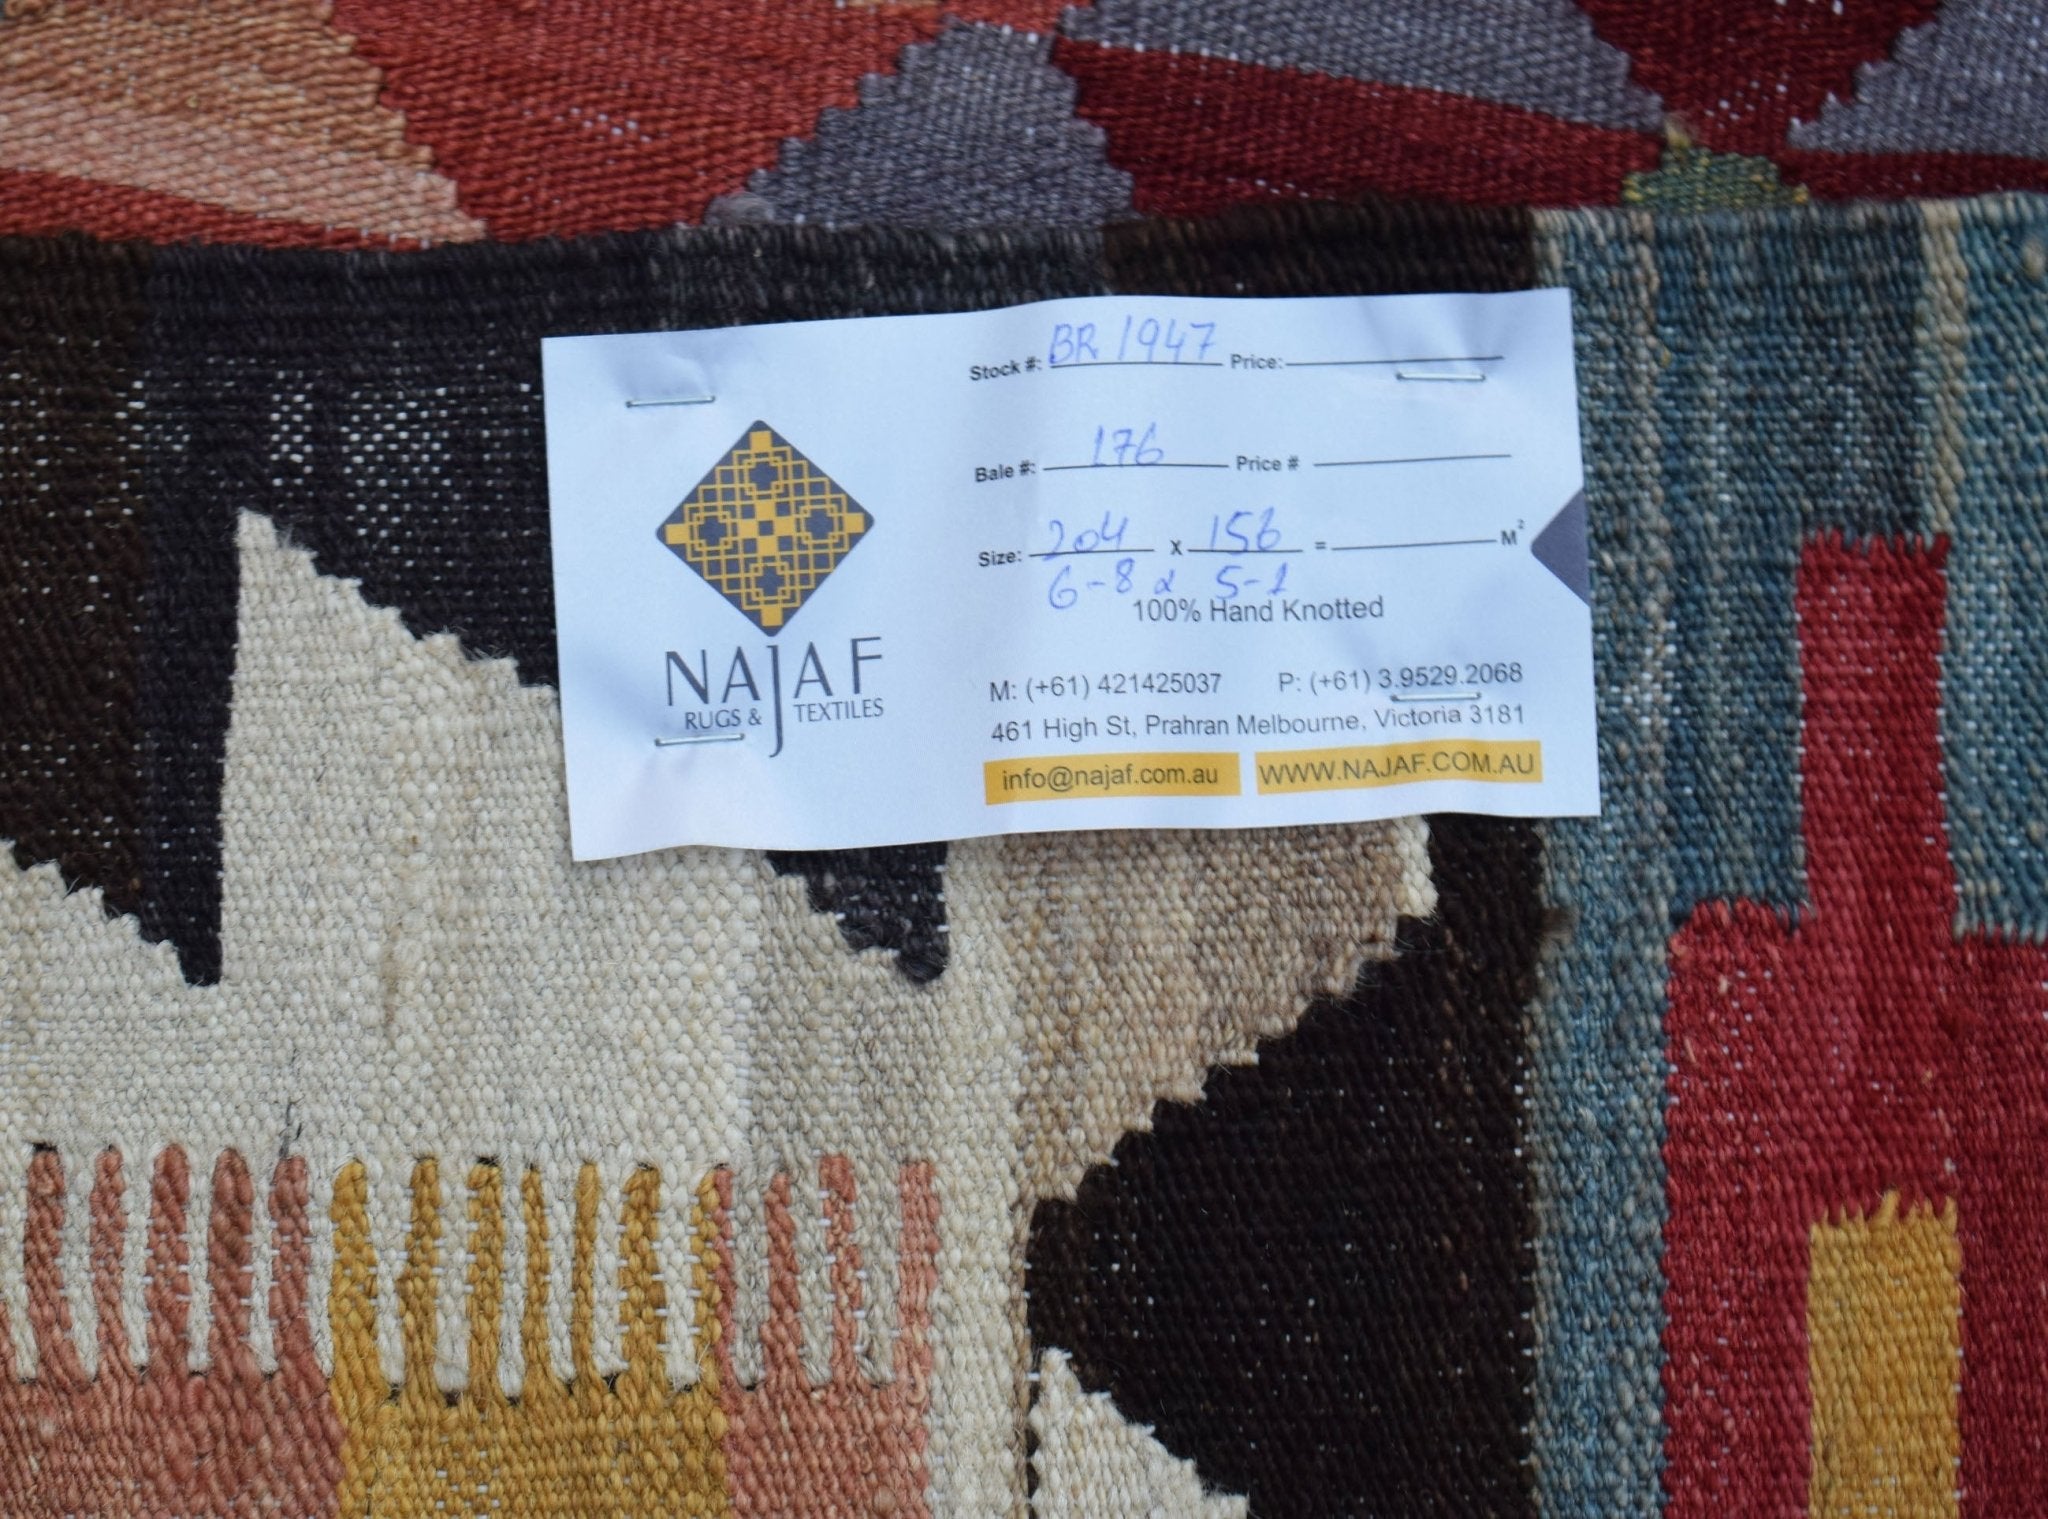 Stock #: BR 1947 Price:
Bale #: 176 Price #
Size: 204 x 156 = M²
6-8 x 5-1
100% Hand Knotted
NAJAF
RUGS & TEXTILES
M: (+61) 421425037 P: (+61) 3.9529.2068
461 High St, Prahran Melbourne, Victoria 3181
info@najaf.com.au WWW.NAJAF.COM.AU